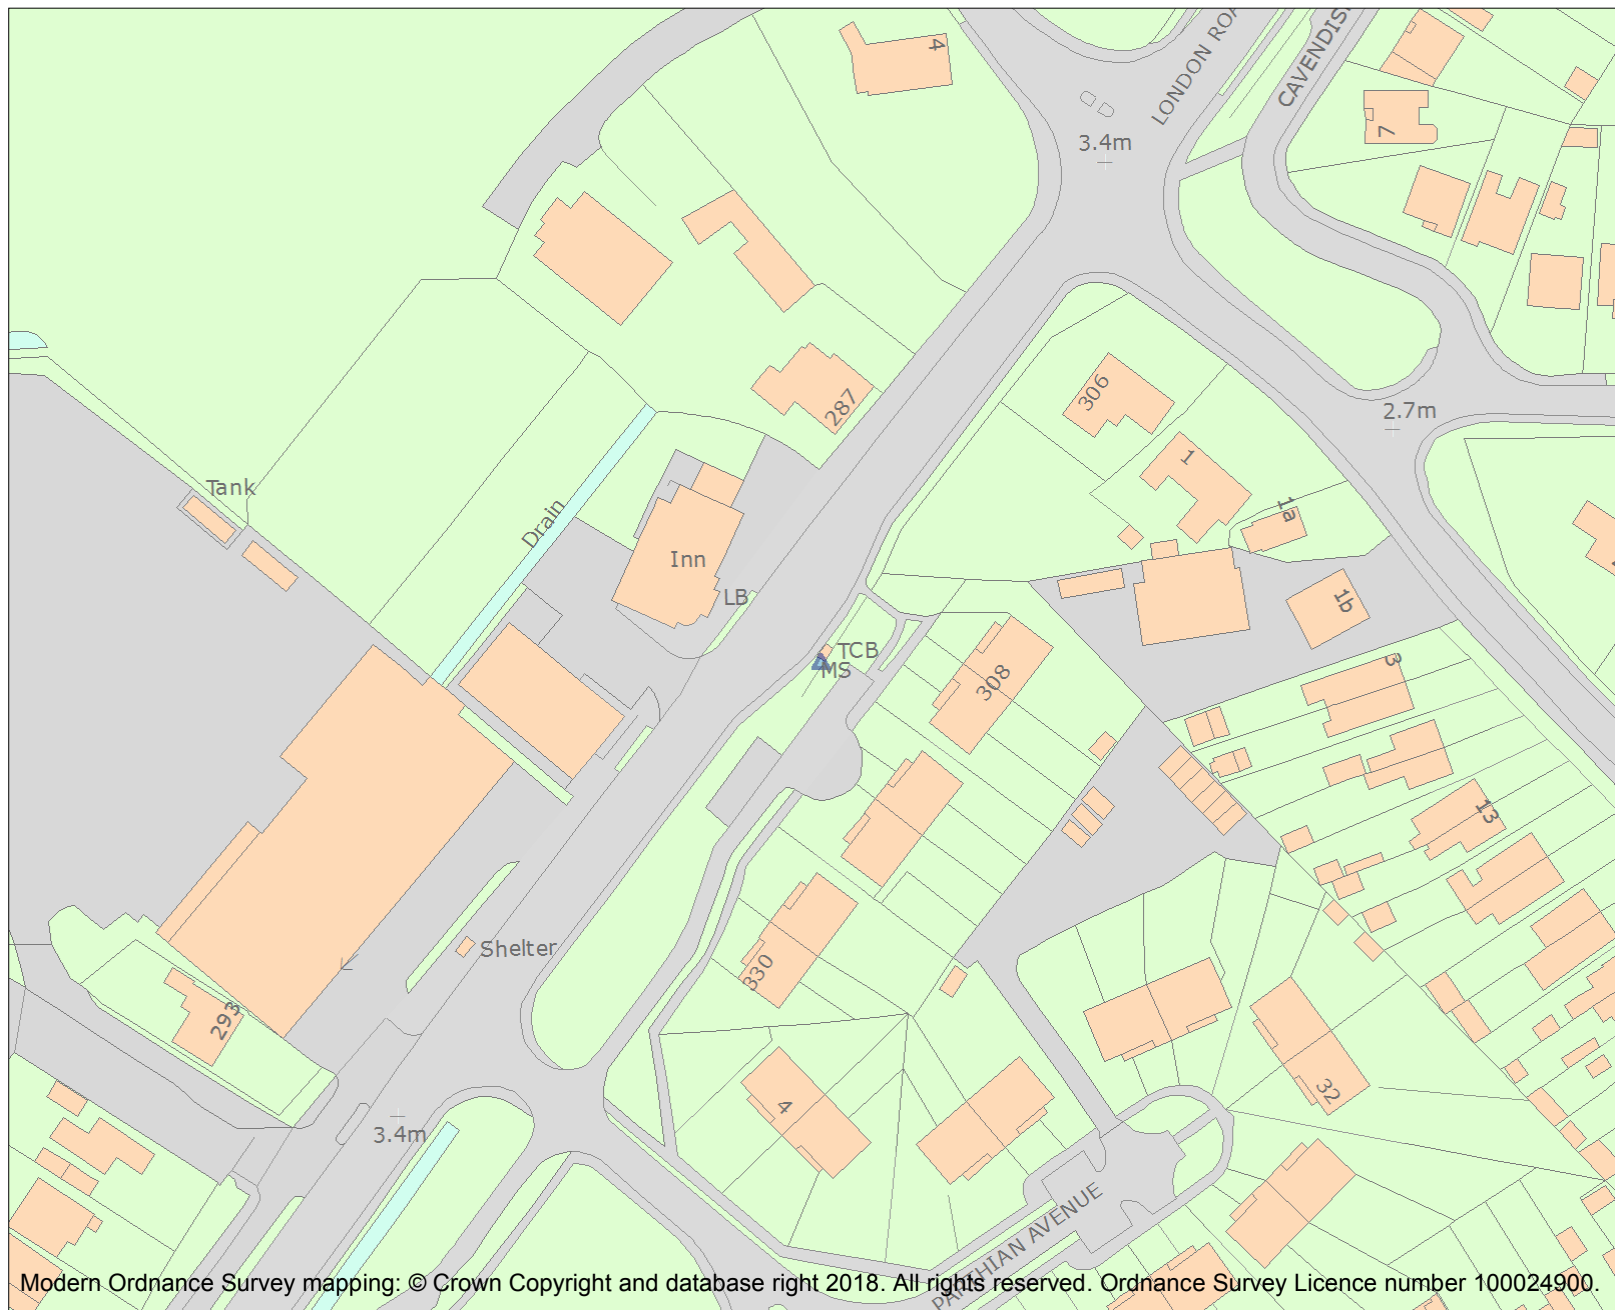 4
LONDON ROA
CAVENDIS
7
3.4m
306
2.7m
287
1
Tank
1a
Drain
Inn
LB
1b
TCB
MS
3
308
13
Shelter
330
293
32
4
3.4m
PARTHIAN AVENUE
Modern Ordnance Survey mapping: © Crown Copyright and database right 2018. All rights reserved. Ordnance Survey Licence number 100024900.